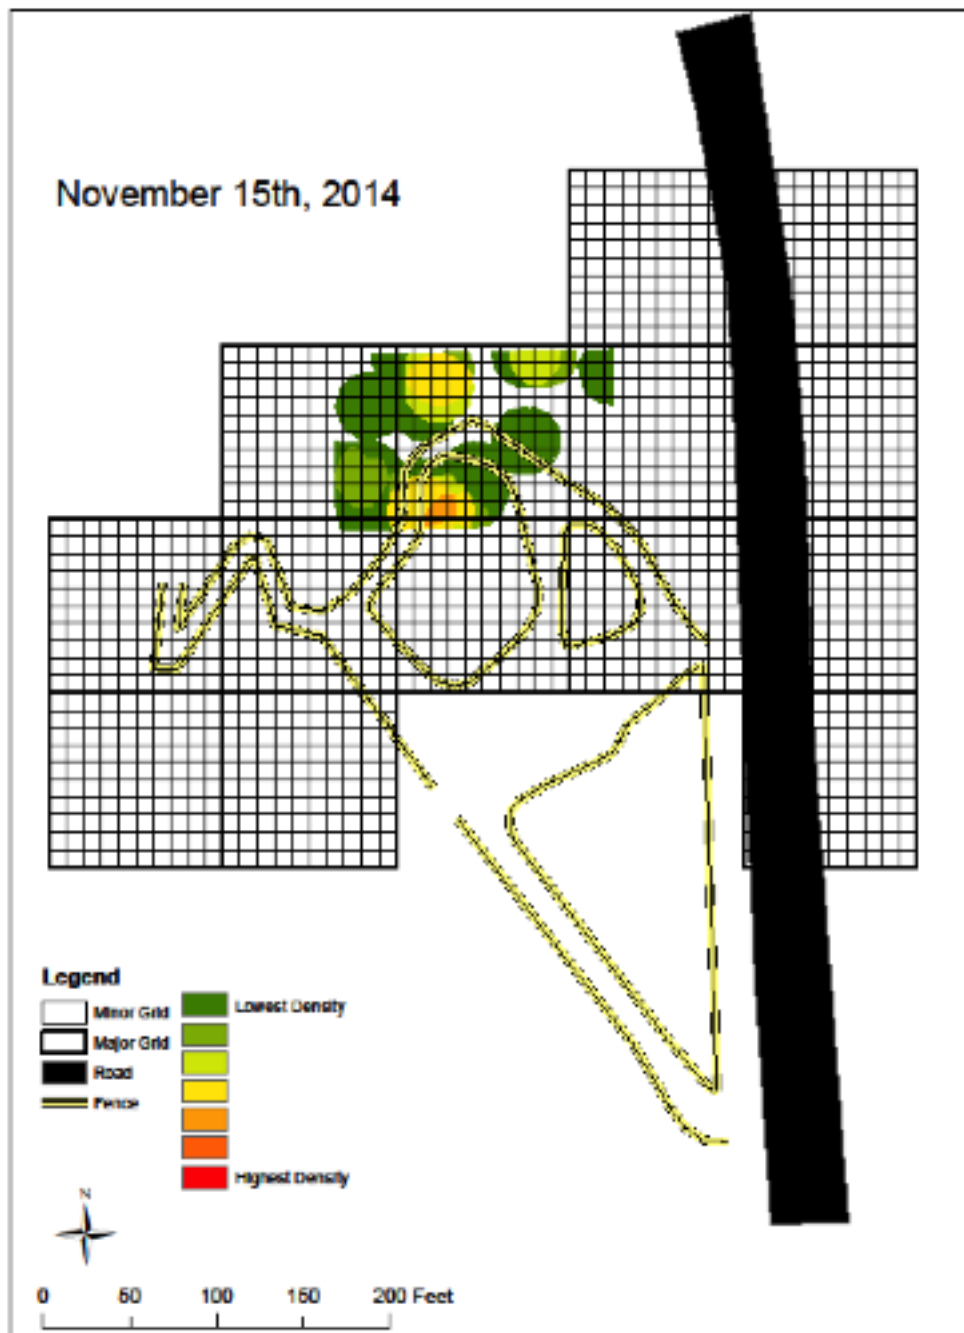 November 15th, 2014
Legend
Minor Grid
Major Grid
Road
Fence
Lowest Density
Highest Density
N
0 50 100 150 200 Feet